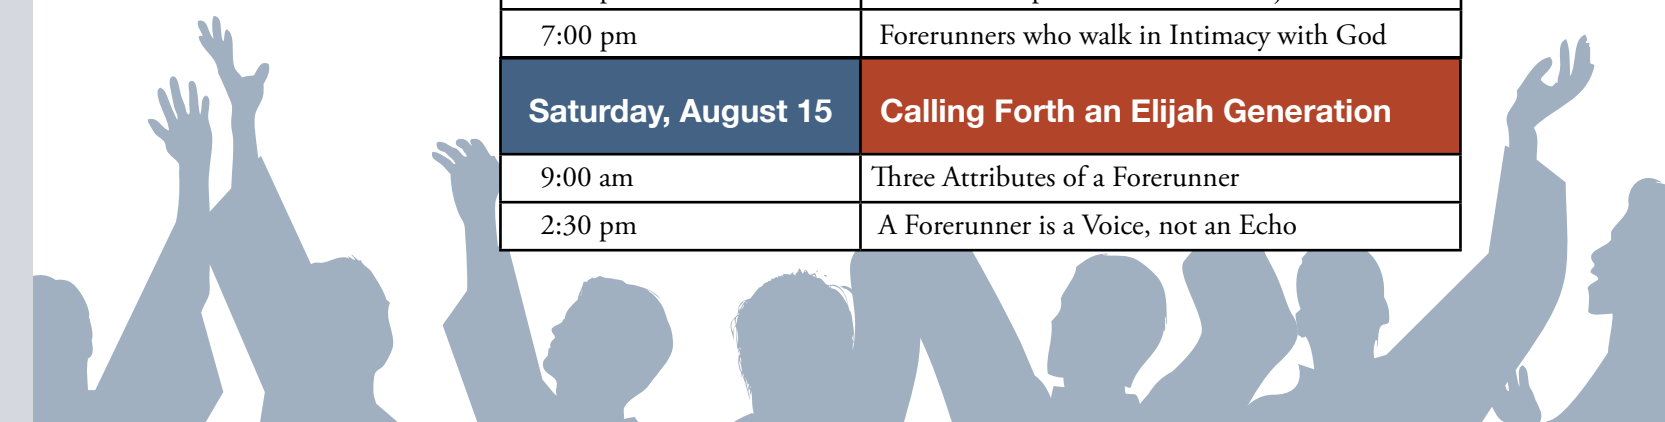 7:00 pm Forerunners who walk in Intimacy with God
Saturday, August 15 Calling Forth an Elijah Generation
9:00 am Three Attributes of a Forerunner
2:30 pm A Forerunner is a Voice, not an Echo